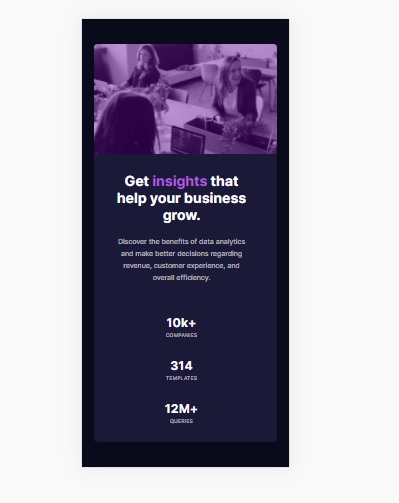 Get insights that
help your business
grow.
Discover the benefits of data analytics
and make better decisions regarding
revenue, customer experience, and
overall efficiency.
10k+
COMPANIES
314
TEMPLATES
12M+
QUERIES